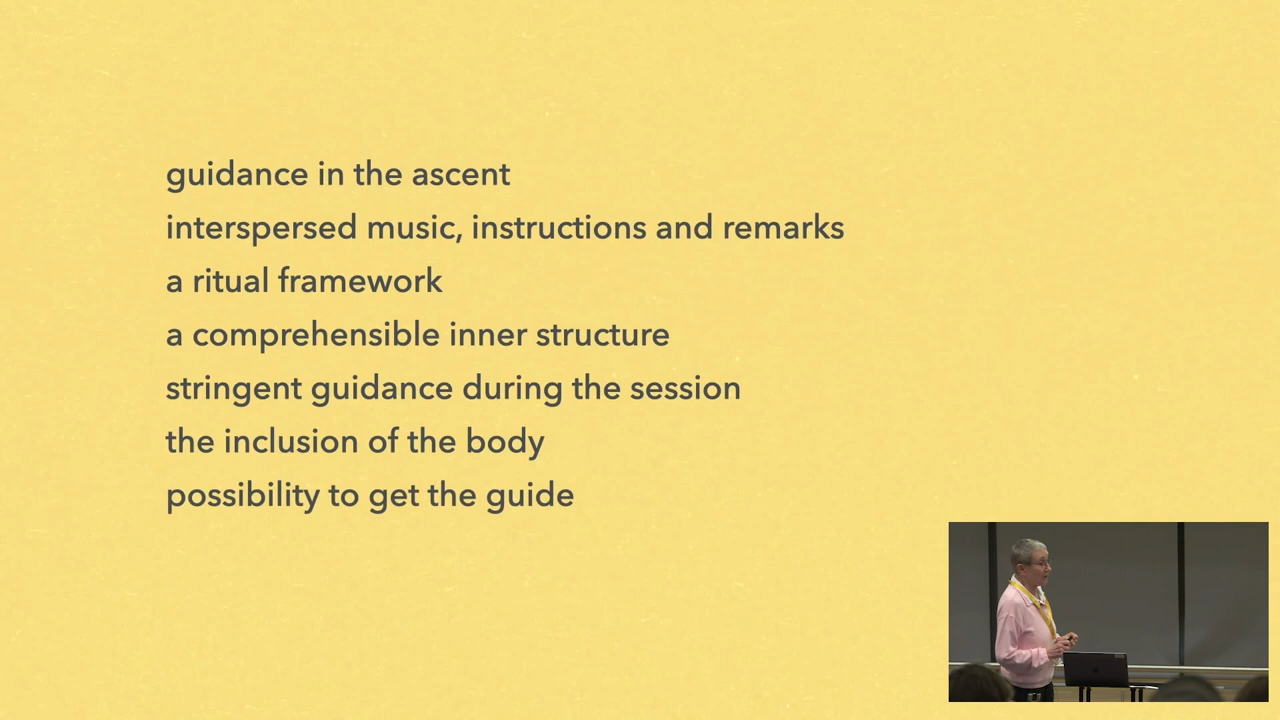 guidance in the ascent
interspersed music, instructions and remarks
a ritual framework
a comprehensible inner structure
stringent guidance during the session
the inclusion of the body
possibility to get the guide